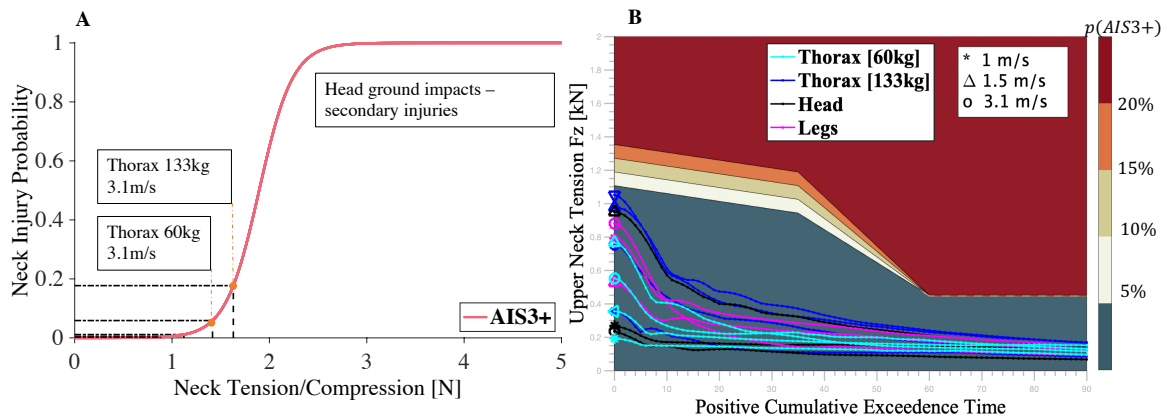 A
Neck Injury Probability
1
0.8
0.6
0.4
0.2
0
Head ground impacts –
secondary injuries
Thorax 133kg
3.1m/s
Thorax 60kg
3.1m/s
AIS3+
0 1 2 3 4 5
Neck Tension/Compression [N]
B
p(AIS3+)
Upper Neck Tension Fz [kN]
2
1.8
1.6
1.4
1.2
1
0.8
0.6
0.4
0.2
0
Thorax [60kg]
Thorax [133kg]
Head
Legs
* 1 m/s
△ 1.5 m/s
o 3.1 m/s
20%
15%
10%
5%
0 10 20 30 40 50 60 70 80 90
Positive Cumulative Exceedence Time